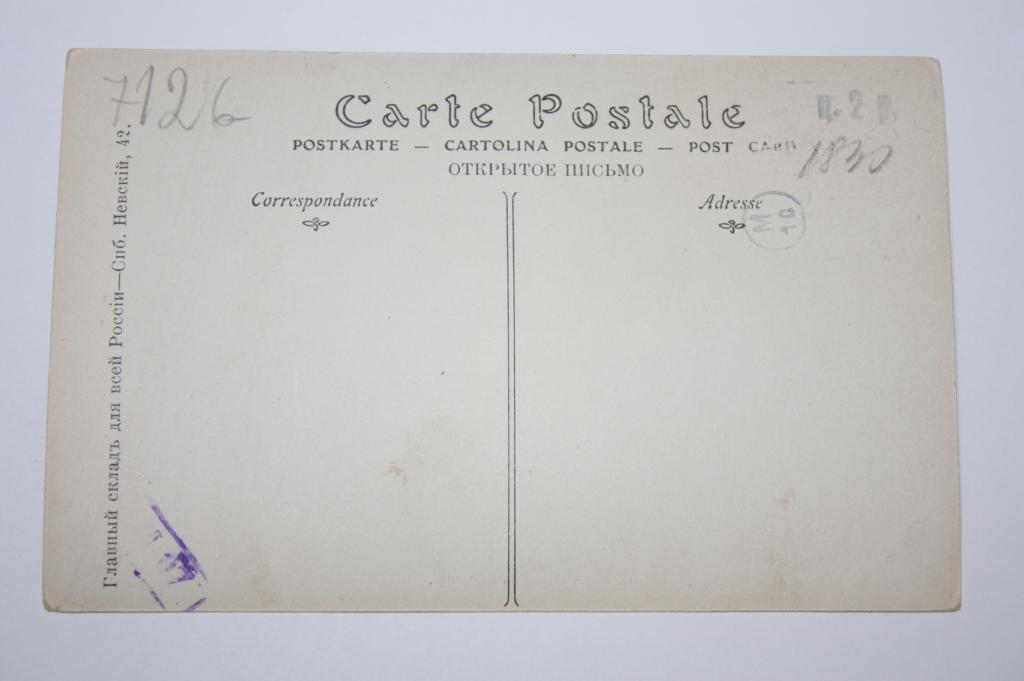 7126
Carte Postale
POSTKARTE — CARTOLINA POSTALE — POST CARD
ОТКРЫТОЕ ПИСЬМО
ц. 2 р.
1830
Correspondance
Adresse
М 10
Главный складъ для всей Россіи—Спб. Невскій, 42.